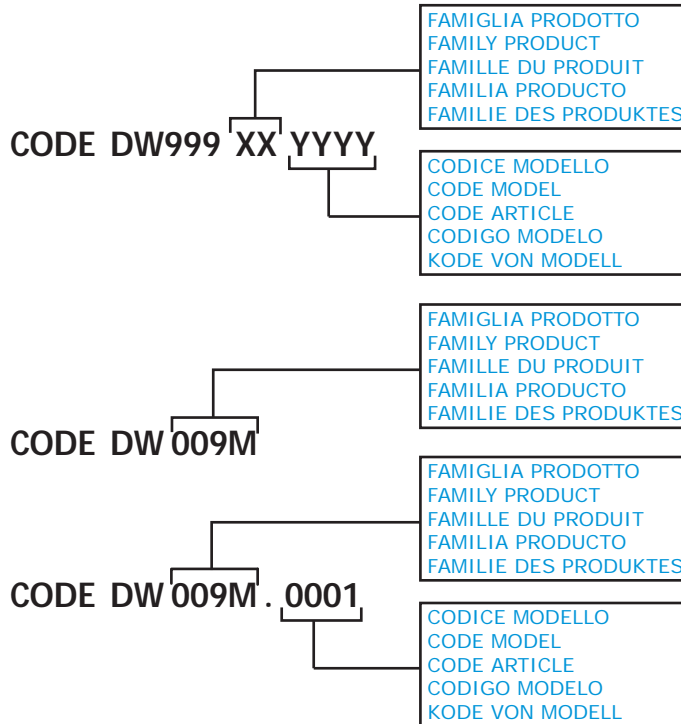 FAMIGLIA PRODOTTO
FAMILY PRODUCT
FAMILLE DU PRODUIT
FAMILIA PRODUCTO
FAMILIE DES PRODUKTES
CODE DW999 XX YYYY
CODICE MODELLO
CODE MODEL
CODE ARTICLE
CODIGO MODELO
KODE VON MODELL
FAMIGLIA PRODOTTO
FAMILY PRODUCT
FAMILLE DU PRODUIT
FAMILIA PRODUCTO
FAMILIE DES PRODUKTES
CODE DW 009M
FAMIGLIA PRODOTTO
FAMILY PRODUCT
FAMILLE DU PRODUIT
FAMILIA PRODUCTO
FAMILIE DES PRODUKTES
CODE DW 009M . 0001
CODICE MODELLO
CODE MODEL
CODE ARTICLE
CODIGO MODELO
KODE VON MODELL